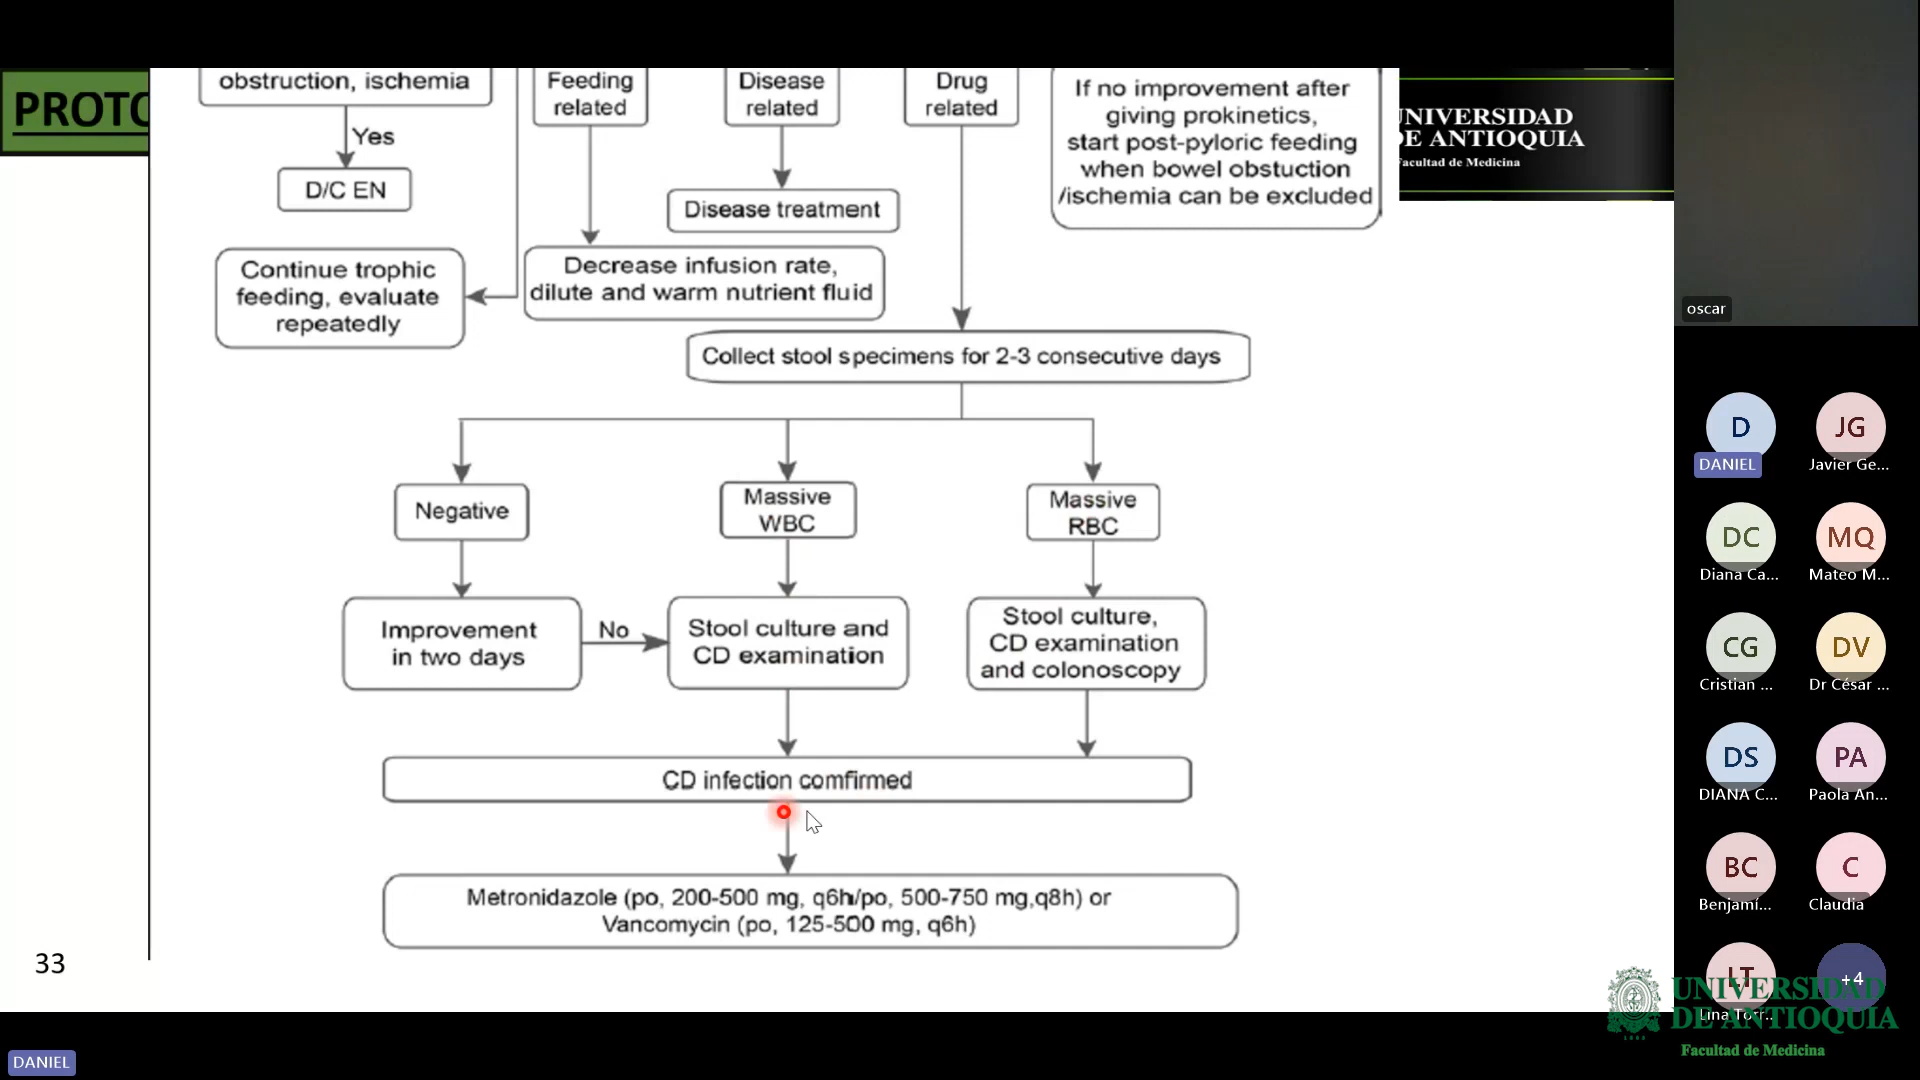 PROTO
obstruction, ischemia
Yes
D/C EN
Continue trophic
feeding, evaluate
repeatedly
Feeding
related
Decrease infusion rate,
dilute and warm nutrient fluid
Disease
related
Disease treatment
Drug
related
If no improvement after
giving prokinetics,
start post-pyloric feeding
when bowel obstuction
/ischemia can be excluded
Collect stool specimens for 2-3 consecutive days
Negative
Massive
WBC
Massive
RBC
Improvement
in two days
No
Stool culture and
CD examination
Stool culture,
CD examination
and colonoscopy
CD infection comfirmed
Metronidazole (po, 200-500 mg, q6h/po, 500-750 mg,q8h) or
Vancomycin (po, 125-500 mg, q6h)
33
UNIVERSIDAD
DE ANTIOQUIA
Facultad de Medicina
oscar
D
DANIEL
JG
Javier Ge...
DC
Diana Ca...
MQ
Mateo M...
CG
Cristian ...
DV
Dr César ...
DS
DIANA C...
PA
Paola An...
BC
Benjamí...
C
Claudia
LT
Lina Torr...
+4
UNIVERSIDAD
DE ANTIOQUIA
1803
Facultad de Medicina
DANIEL